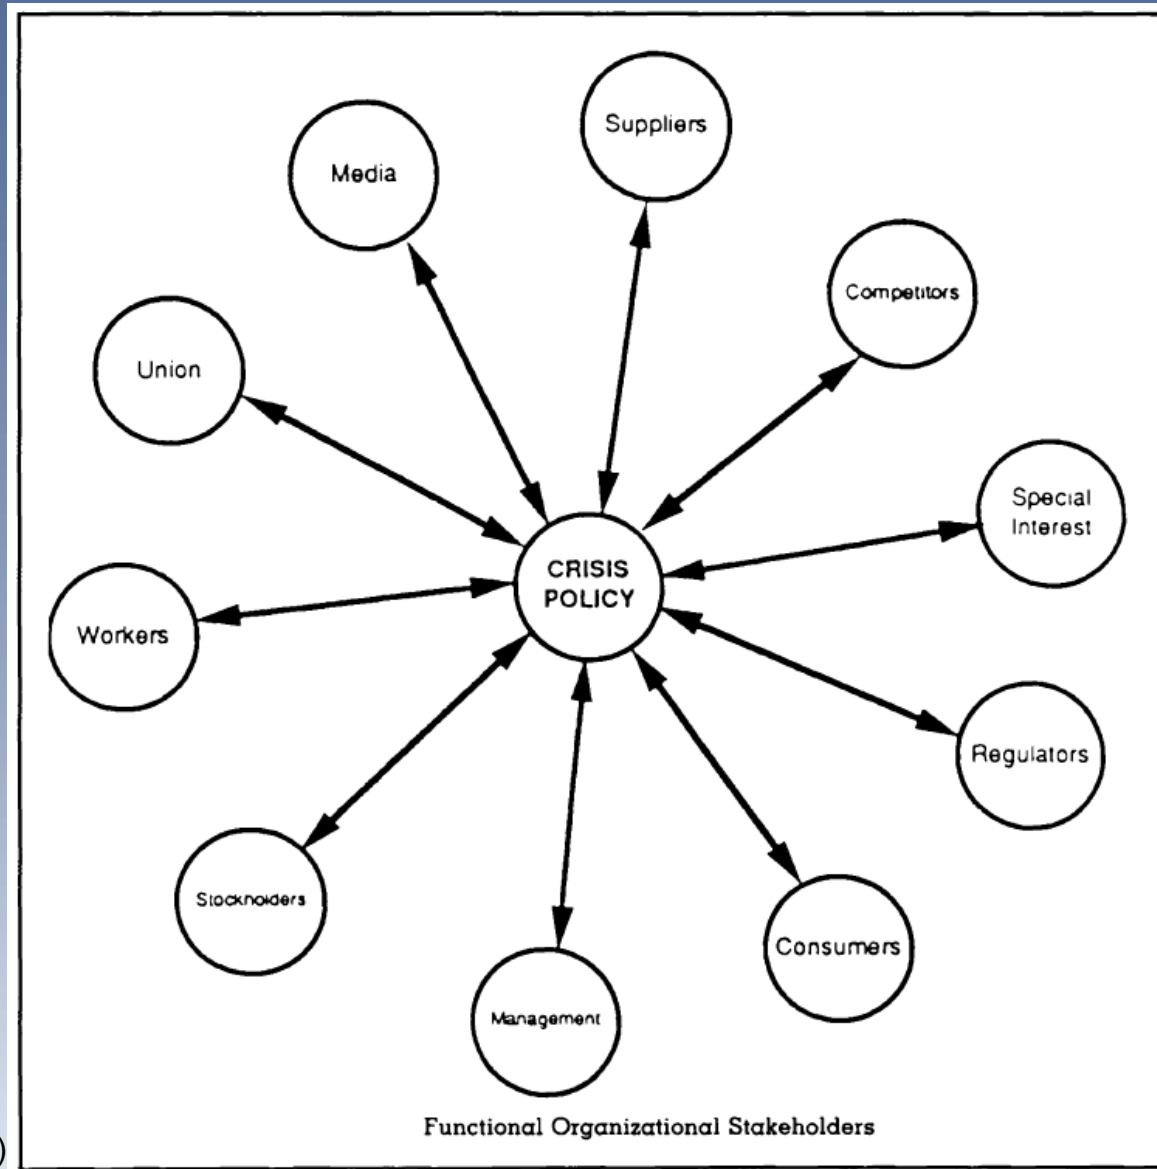 Suppliers
Media
Competitors
Union
Special
Interest
CRISIS
POLICY
Workers
Regulators
Stockholders
Consumers
Management
Functional Organizational Stakeholders
)